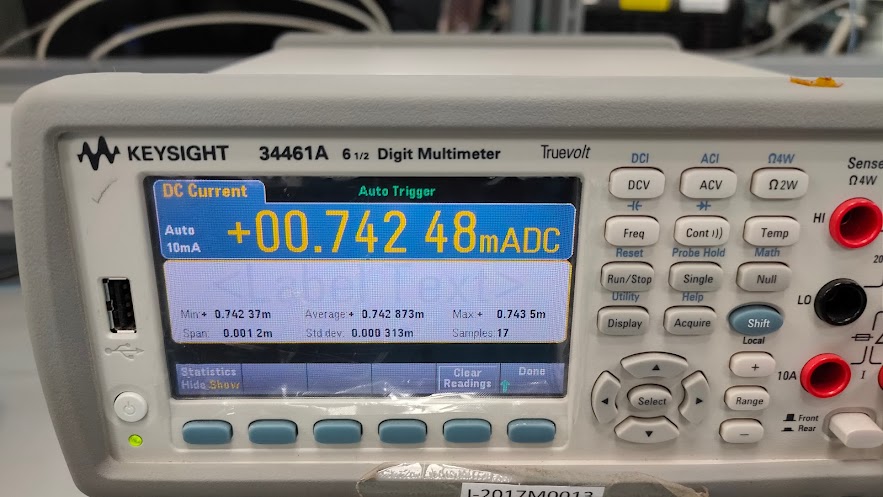 KEYSIGHT 34461A 6 1/2 Digit Multimeter Truevolt
DC Current
Auto Trigger
Auto
10mA
+00.742 48mADC
Min:+ 0.742 37m Average:+ 0.742 873m Max + 0.743 5m
Span: 0.001 2m Std dev: 0.000 313m Samples: 17
Statistics
Hide Show
Clear
Readings
Done
DCI ACI Ω4W
DCV ACV Ω2W
Freq Cont Temp
Reset Probe Hold Math
Run/Stop Single Null
Utility Help
Display Acquire Shift
Local
+
Select
Range
−
Sense
Ω4W
HI
20
LO
10A
I
Front
Rear
I-2017M0013